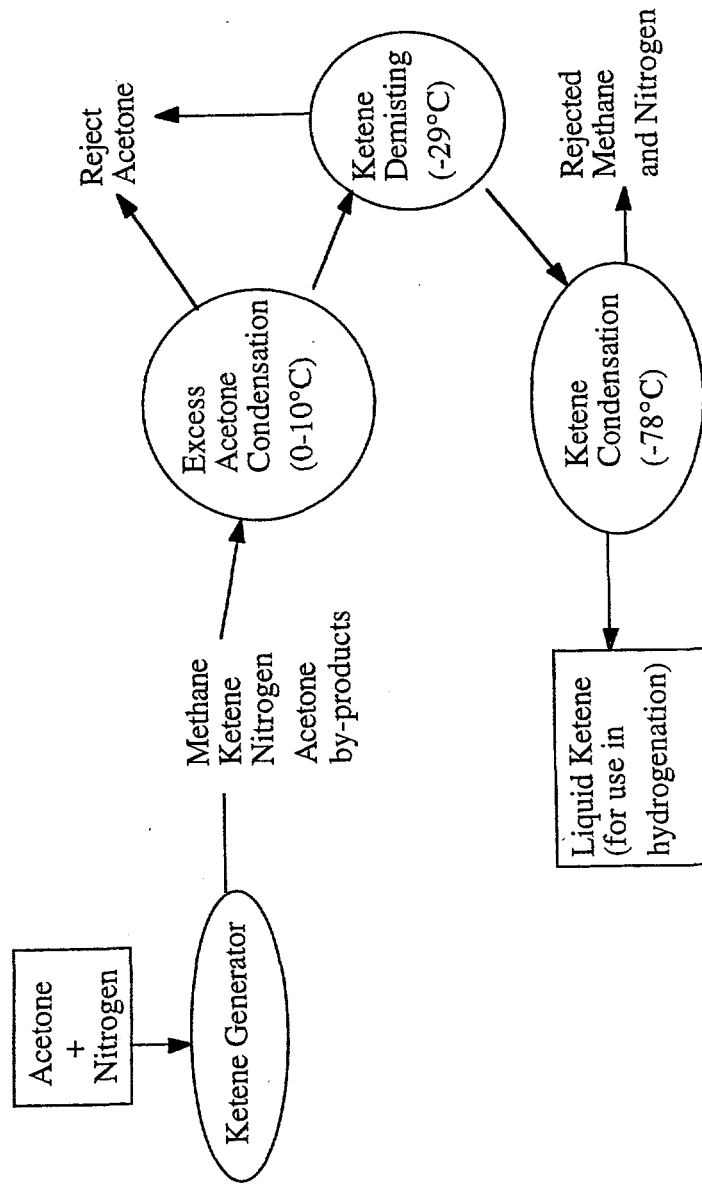 Acetone
+
Nitrogen
Ketene Generator
Methane
Ketene
Nitrogen
Acetone
by-products
Excess
Acetone
Condensation
(0-10°C)
Reject
Acetone
Ketene
Demisting
(-29°C)
Ketene
Condensation
(-78°C)
Rejected
Methane
and Nitrogen
Liquid Ketene
(for use in
hydrogenation)